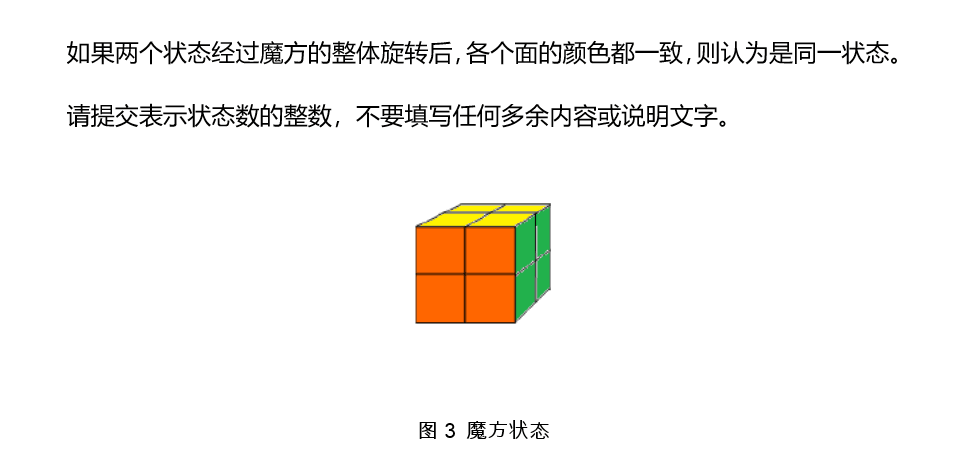 如果两个状态经过魔方的整体旋转后，各个面的颜色都一致，则认为是同一状态。
请提交表示状态数的整数，不要填写任何多余内容或说明文字。
图 3 魔方状态